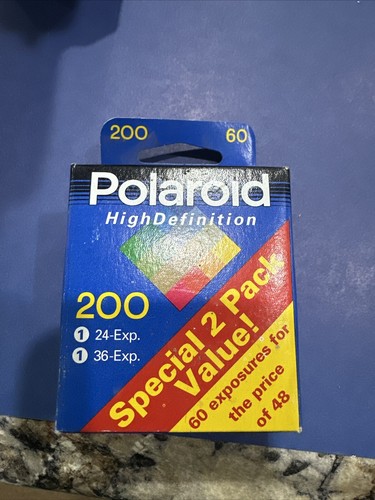 200 60
Polaroid
HighDefinition
200
1 24-Exp.
1 36-Exp.
Special 2 Pack
Value!
60 exposures for
the price
of 48